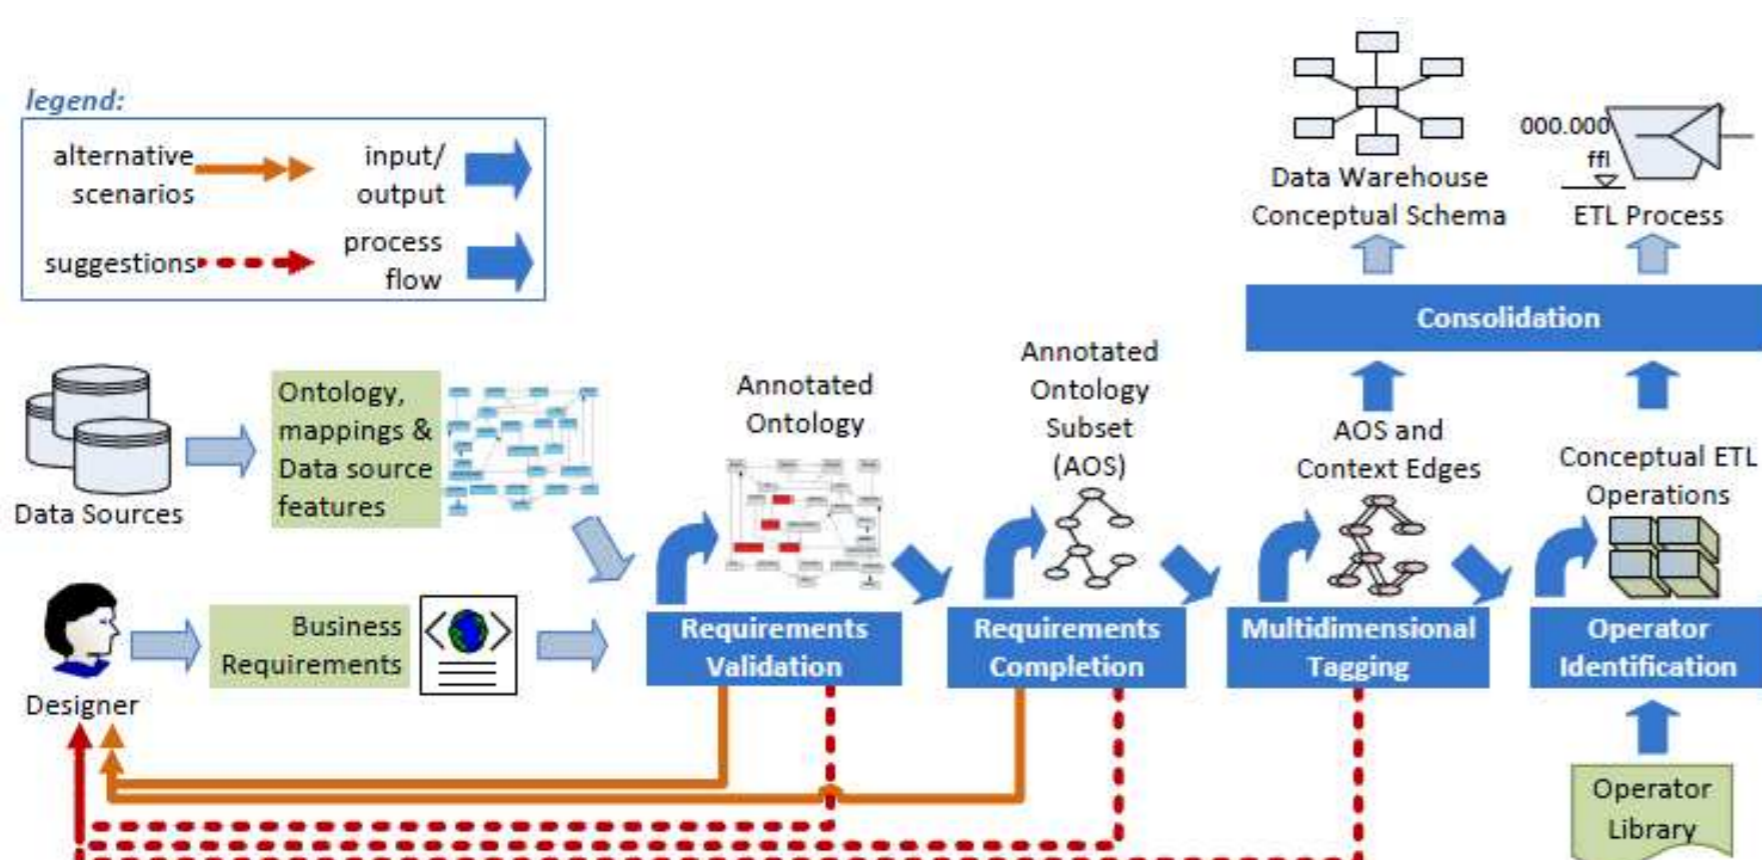 legend:
alternative
scenarios
input/
output
suggestions
process
flow
Data Warehouse
Conceptual Schema
000.000
ffl
ETL Process
Consolidation
Data Sources
Ontology,
mappings &
Data source
features
Annotated
Ontology
Annotated
Ontology
Subset
(AOS)
AOS and
Context Edges
Conceptual ETL
Operations
Designer
Business
Requirements
Requirements
Validation
Requirements
Completion
Multidimensional
Tagging
Operator
Identification
Operator
Library